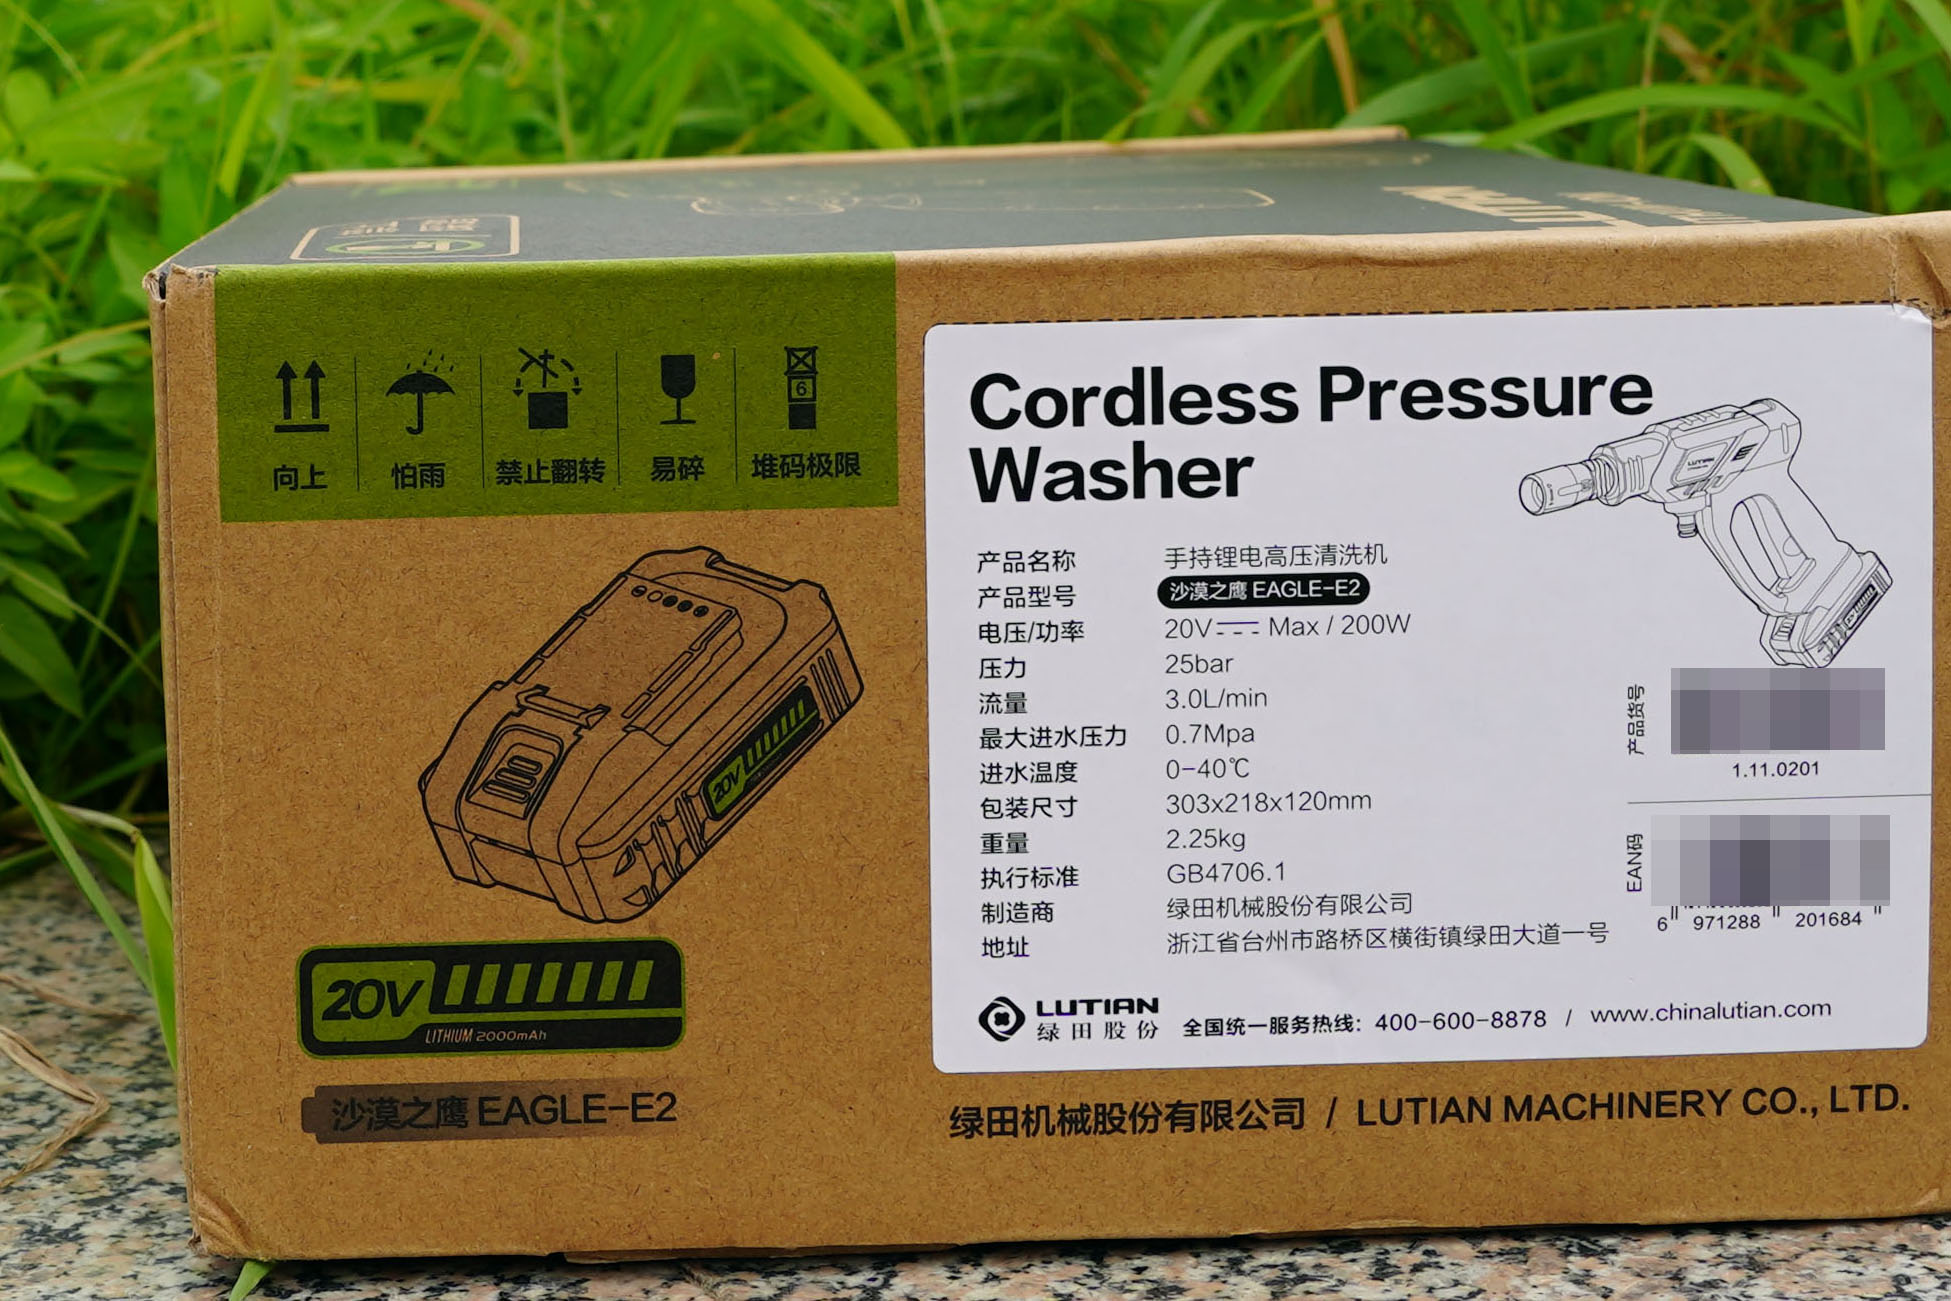 向上 怕雨 禁止翻转 易碎 堆码极限
6
20V
20V
LITHIUM 2000mAh
沙漠之鹰 EAGLE-E2
Cordless Pressure
Washer
LUTIAN
产品名称 手持锂电高压清洗机
产品型号 沙漠之鹰 EAGLE-E2
电压/功率 20V Max / 200W
压力 25bar
流量 3.0L/min
最大进水压力 0.7Mpa
进水温度 0-40℃
包装尺寸 303x218x120mm
重量 2.25kg
执行标准 GB4706.1
制造商 绿田机械股份有限公司
地址 浙江省台州市路桥区横街镇绿田大道一号
产品货号
1.11.0201
EAN码
6 971288 201684
LUTIAN
绿田股份
全国统一服务热线：400-600-8878 / www.chinalutian.com
绿田机械股份有限公司 / LUTIAN MACHINERY CO., LTD.